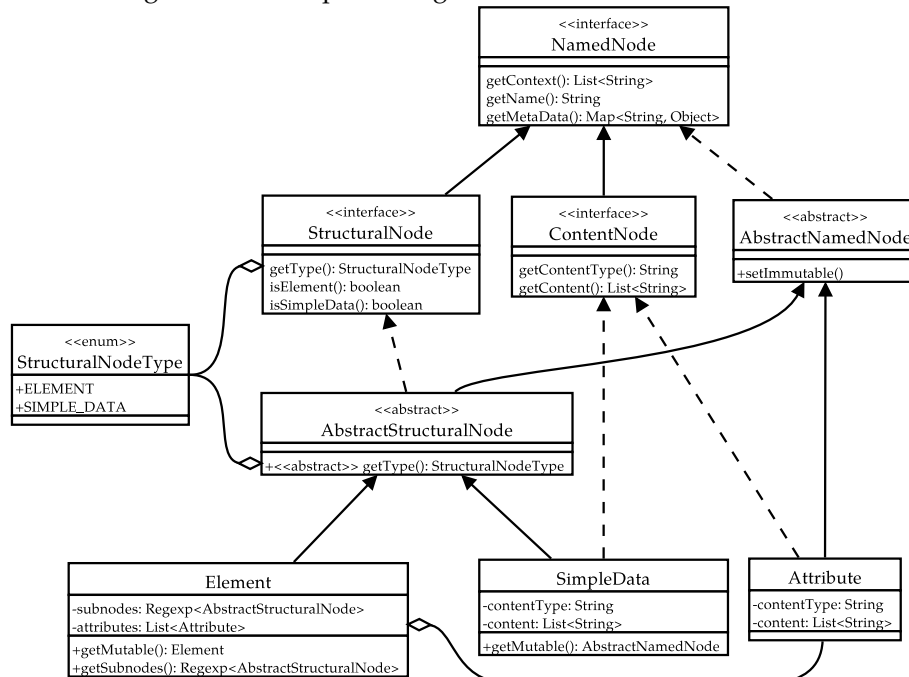 <<interface>>
NamedNode
getContext(): List<String>
getName(): String
getMetaData(): Map<String, Object>
<<interface>>
StructuralNode
getType(): StructuralNodeType
isElement(): boolean
isSimpleData(): boolean
<<interface>>
ContentNode
getContentType(): String
getContent(): List<String>
<<abstract>>
AbstractNamedNode
+setImmutable()
<<enum>>
StructuralNodeType
+ELEMENT
+SIMPLE_DATA
<<abstract>>
AbstractStructuralNode
+<<abstract>> getType(): StructuralNodeType
Element
-subnodes: Regexp<AbstractStructuralNode>
-attributes: List<Attribute>
+getMutable(): Element
+getSubnodes(): Regexp<AbstractStructuralNode>
SimpleData
-contentType: String
-content: List<String>
+getMutable(): AbstractNamedNode
Attribute
-contentType: String
-content: List<String>